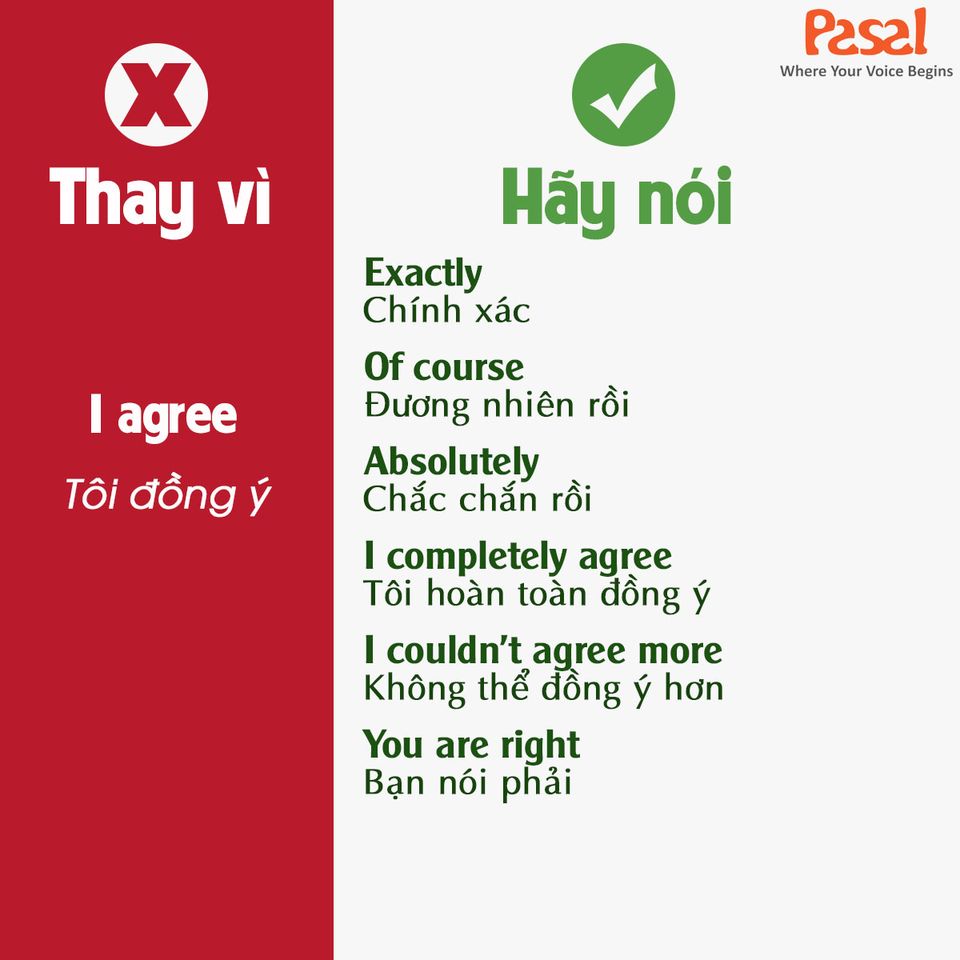 Pasal
Where Your Voice Begins
X
Thay vì
I agree
Tôi đồng ý
Hãy nói
Exactly
Chính xác
Of course
Đương nhiên rồi
Absolutely
Chắc chắn rồi
I completely agree
Tôi hoàn toàn đồng ý
I couldn’t agree more
Không thể đồng ý hơn
You are right
Bạn nói phải